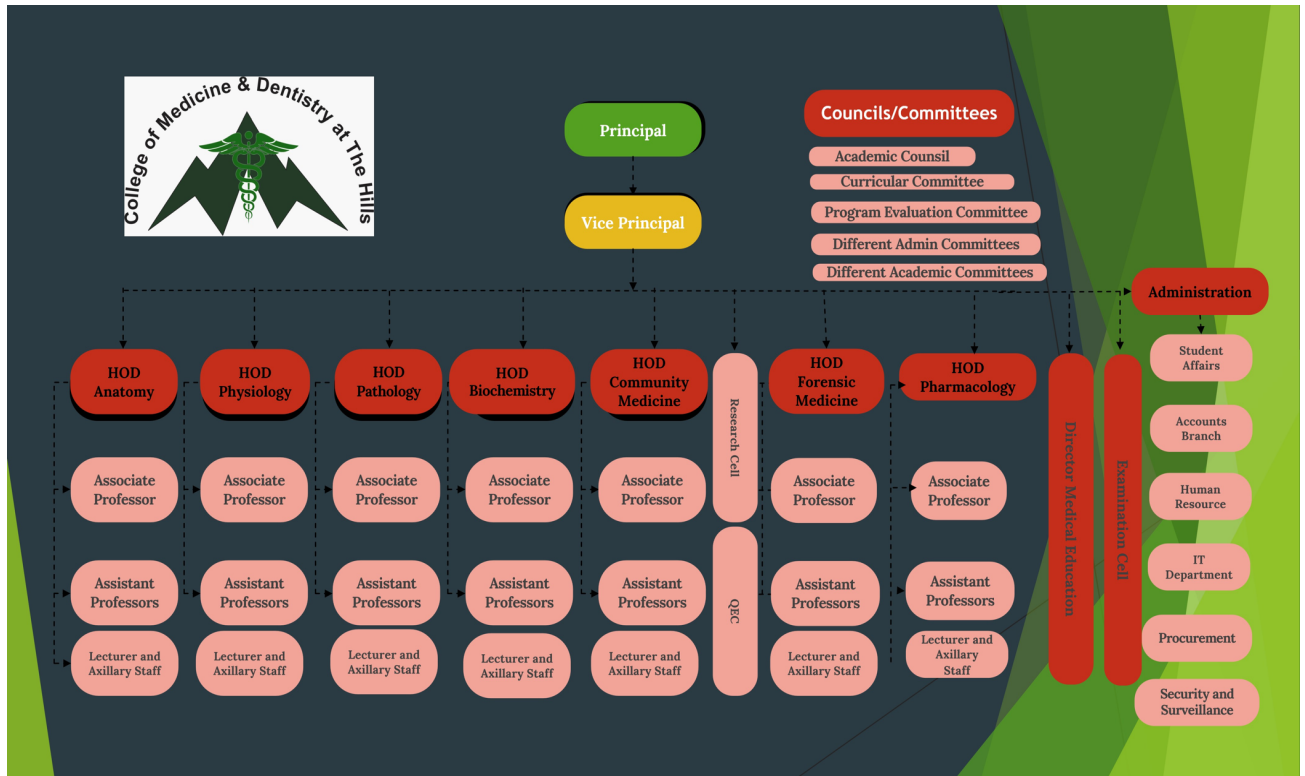 College of Medicine & Dentistry at The Hills
Principal
Vice Principal
Councils/Committees
Academic Counsil
Curricular Committee
Program Evaluation Committee
Different Admin Committees
Different Academic Committees
Administration
Student
Affairs
Accounts
Branch
Human
Resource
IT
Department
Procurement
Security and
Surveillance
HOD
Anatomy
Associate
Professor
Assistant
Professors
Lecturer and
Axillary Staff
HOD
Physiology
Associate
Professor
Assistant
Professors
Lecturer and
Axillary Staff
HOD
Pathology
Associate
Professor
Assistant
Professors
Lecturer and
Axillary Staff
HOD
Biochemistry
Associate
Professor
Assistant
Professors
Lecturer and
Axillary Staff
HOD
Community
Medicine
Associate
Professor
Assistant
Professors
Lecturer and
Axillary Staff
Research Cell
QEC
HOD
Forensic
Medicine
Associate
Professor
Assistant
Professors
Lecturer and
Axillary Staff
HOD
Pharmacology
Associate
Professor
Assistant
Professors
Lecturer and
Axillary
Staff
Director Medical Education
Examination Cell